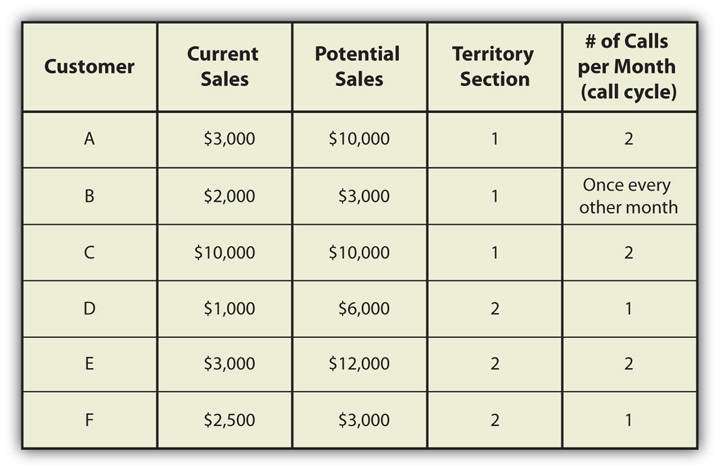 Customer
Current
Sales
Potential
Sales
Territory
Section
# of Calls
per Month
(call cycle)
A $3,000 $10,000 1 2
B $2,000 $3,000 1 Once every
other month
C $10,000 $10,000 1 2
D $1,000 $6,000 2 1
E $3,000 $12,000 2 2
F $2,500 $3,000 2 1